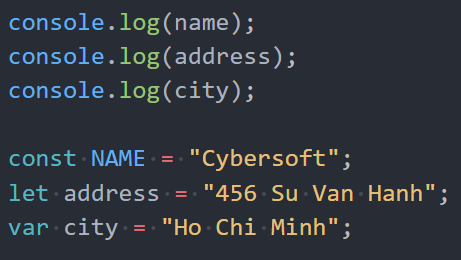 console.log(name);
console.log(address);
console.log(city);
const NAME = "Cybersoft";
let address = "456 Su Van Hanh";
var city = "Ho Chi Minh";